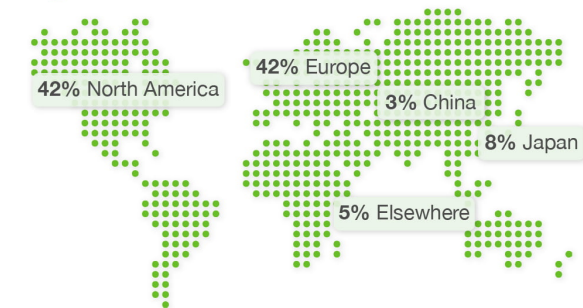 42% Europe
42% North America
3% China
8% Japan
5% Elsewhere